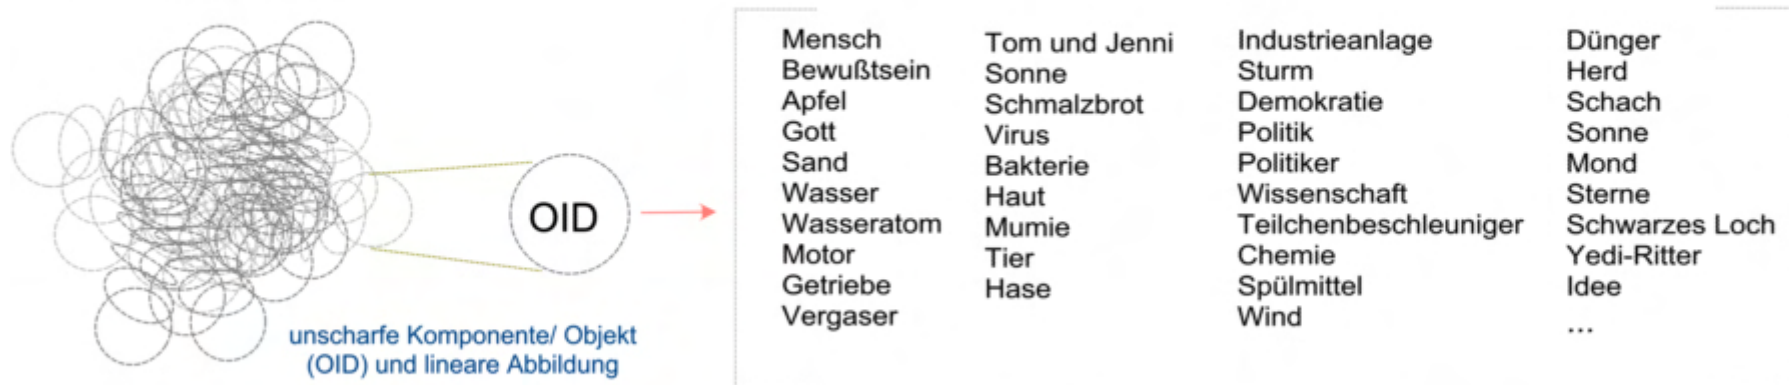 OID
unscharfe Komponente/ Objekt
(OID) und lineare Abbildung
Mensch
Bewußtsein
Apfel
Gott
Sand
Wasser
Wasseratom
Motor
Getriebe
Vergaser
Tom und Jenni
Sonne
Schmalzbrot
Virus
Bakterie
Haut
Mumie
Tier
Hase
Industrieanlage
Sturm
Demokratie
Politik
Politiker
Wissenschaft
Teilchenbeschleuniger
Chemie
Spülmittel
Wind
Dünger
Herd
Schach
Sonne
Mond
Sterne
Schwarzes Loch
Yedi-Ritter
Idee
...